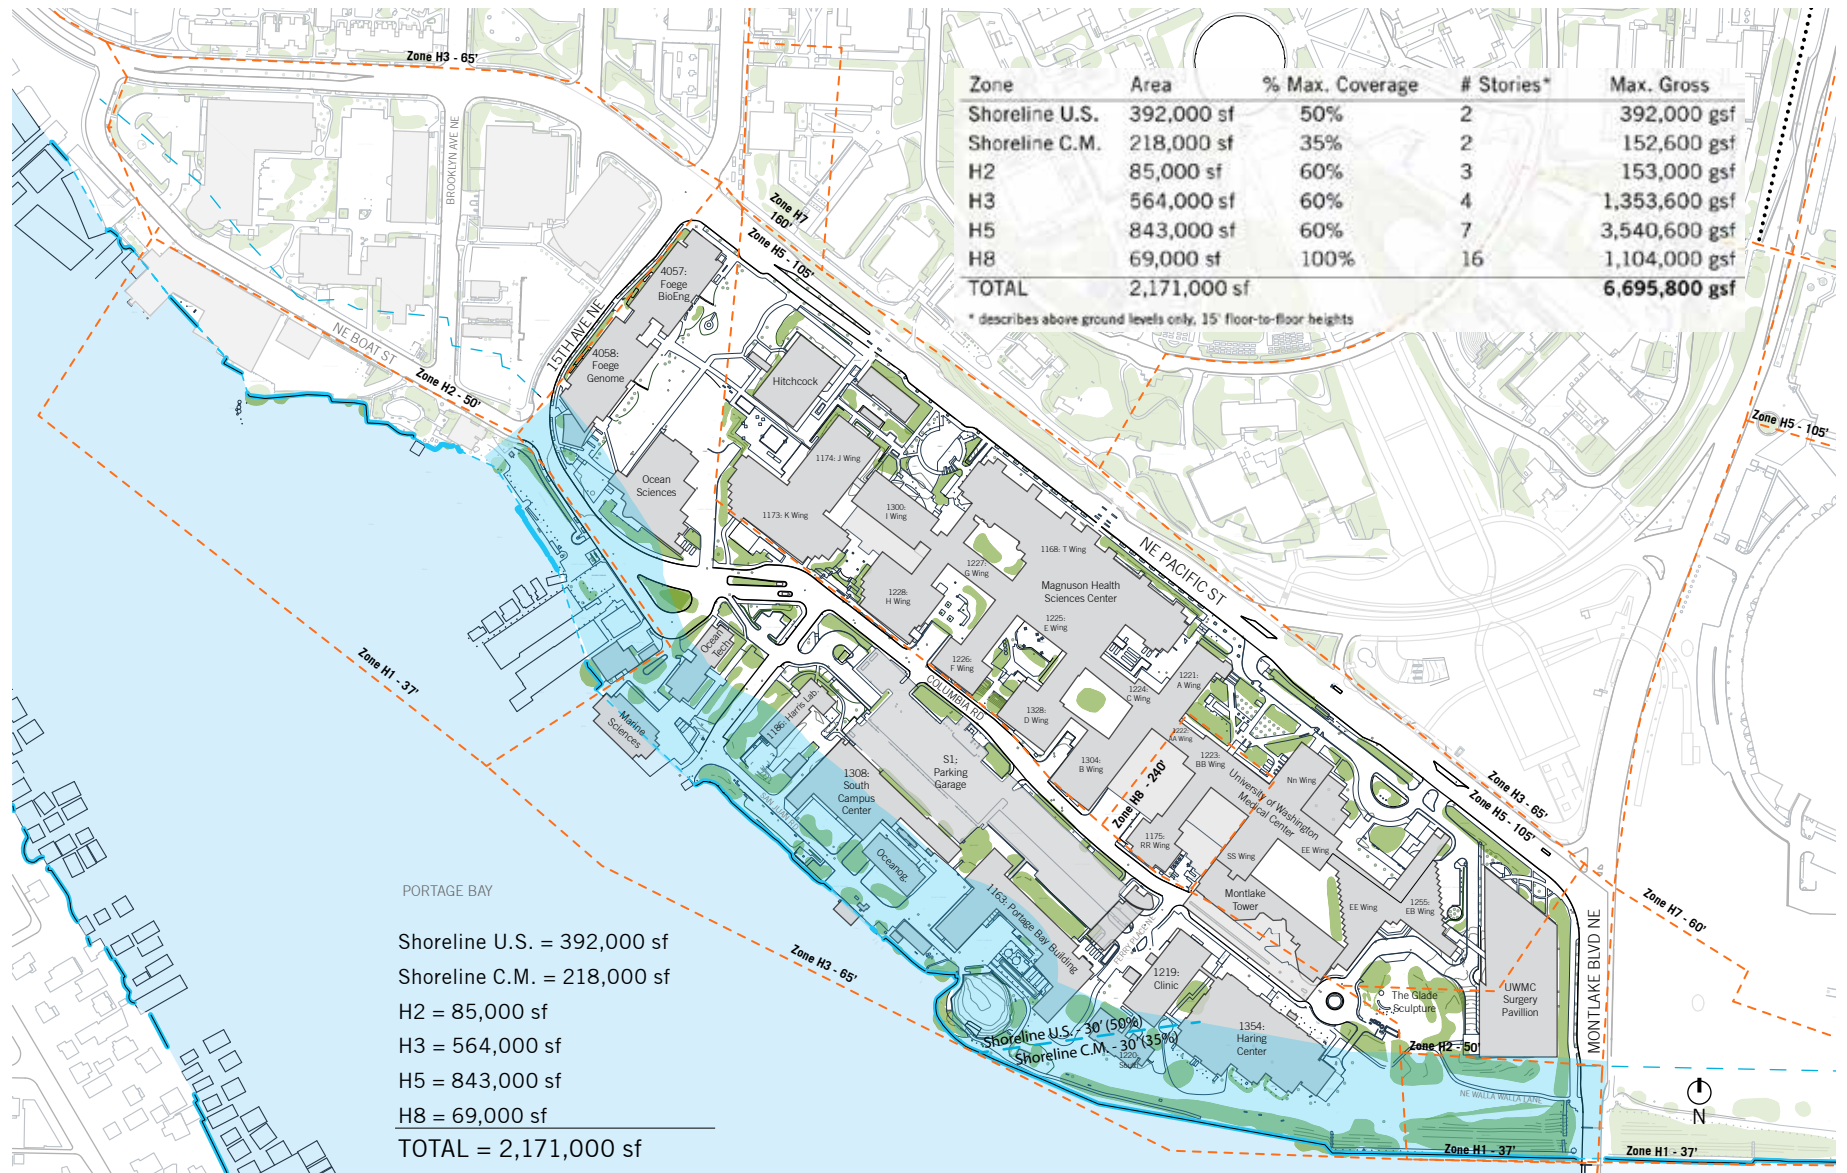 Zone H3 - 65'
Zone Area % Max. Coverage # Stories* Max. Gross
Shoreline U.S. 392,000 sf 50% 2 392,000 gsf
Shoreline C.M. 218,000 sf 35% 2 152,600 gsf
H2 85,000 sf 60% 3 153,000 gsf
H3 564,000 sf 60% 4 1,353,600 gsf
H5 843,000 sf 60% 7 3,540,600 gsf
H8 69,000 sf 100% 16 1,104,000 gsf
TOTAL 2,171,000 sf 6,695,800 gsf
* describes above ground levels only, 15' floor-to-floor heights
BROOKLYN AVE NE
Zone H7
160'
Zone H5 - 105'
4057:
Foege
BioEng.
15TH AVE NE
NE BOAT ST
Zone H2 - 50'
4058:
Foege
Genome
Hitchcock
Zone H5 - 105'
1174: J Wing
Ocean
Sciences
1173: K Wing
1300:
I Wing
1168: T Wing
NE PACIFIC ST
1227:
G Wing
Magnuson Health
Sciences Center
1228:
H Wing
1225:
E Wing
Ocean
Tech.
1226:
F Wing
Zone H1 - 37'
COLUMBIA RD
1221:
A Wing
1224:
C Wing
1328:
D Wing
1186: Harris Lab.
Marine
Sciences
1222:
AA Wing
1223:
BB Wing
1304:
B Wing
S1:
Parking
Garage
1308:
South
Campus
Center
SAN JUAN
Zone H8 - 240'
University of Washington
Medical Center
Nn Wing
Zone H3 - 65'
Zone H5 - 105'
1175:
RR Wing
SS Wing
EE Wing
Oceanog.
Montlake
Tower
EE Wing
1255:
EB Wing
Zone H7 - 60'
1163: Portage Bay Building
FERRY PLACE NE
MONTLAKE BLVD NE
Zone H3 - 65'
1219:
Clinic
The Glade
Sculpture
UWMC
Surgery
Pavillion
Shoreline U.S. - 30' (50%)
Shoreline C.M. - 30' (35%)
1220:
South
1354:
Haring
Center
Zone H2 - 50'
NE WALLA WALLA LANE
N
Zone H1 - 37'
Zone H1 - 37'
PORTAGE BAY
Shoreline U.S. = 392,000 sf
Shoreline C.M. = 218,000 sf
H2 = 85,000 sf
H3 = 564,000 sf
H5 = 843,000 sf
H8 = 69,000 sf
TOTAL = 2,171,000 sf